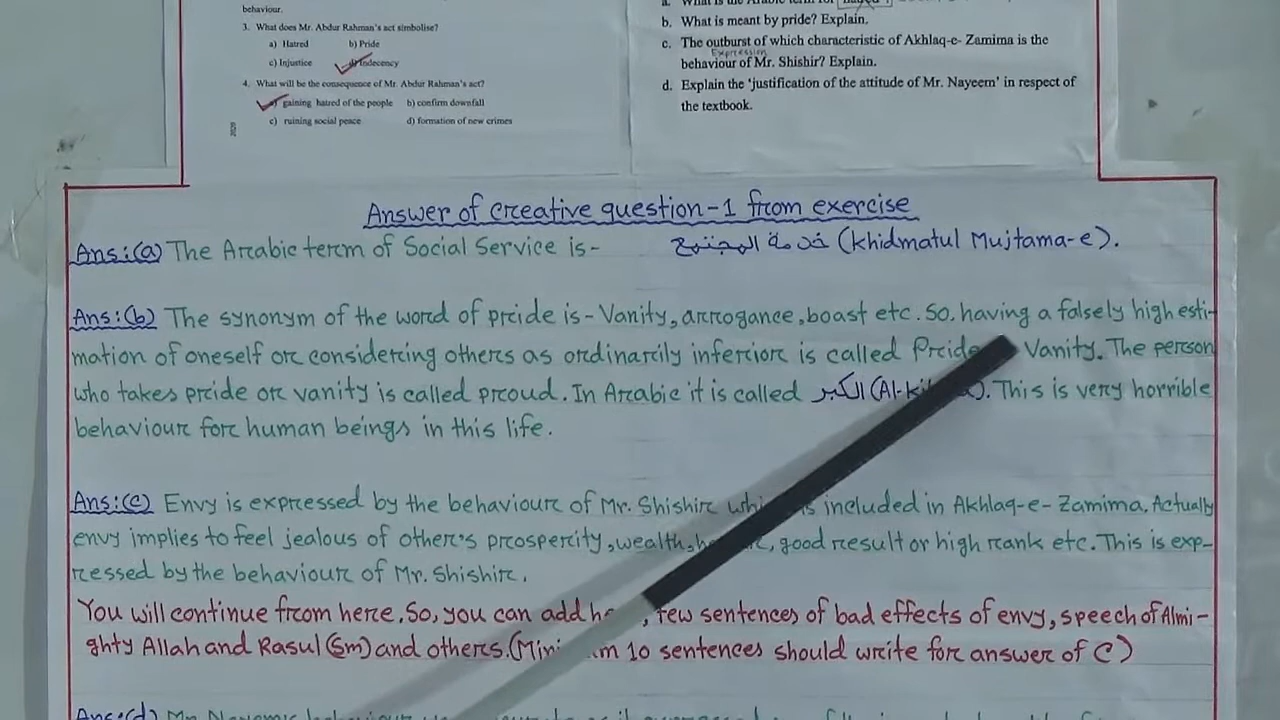 behaviour.
3. What does Mr. Abdur Rahman's act simbolise?
a) Hatred b) Pride
c) Injustice d) Indecency
4. What will be the consequence of Mr. Abdur Rahman's act?
a) gaining hatred of the people b) confirm downfall
c) ruining social peace d) formation of new crimes
b. What is meant by pride? Explain.
c. The outburst of which characteristic of Akhlaq-e- Zamima is the
Expression
behaviour of Mr. Shishir? Explain.
d. Explain the 'justification of the attitude of Mr. Nayeem' in respect of
the textbook.
Answer of creative question-1 from exercise
Ans:(a) The Arabic term of Social Service is- خدمة المجتمع (Khidmatul Mujtama-e).
Ans:(b) The synonym of the word of pride is- Vanity, arrogance, boast etc. So, having a falsely high esti-
mation of oneself or considering others as ordinarily inferior is called Pride Vanity. The person
who takes pride or vanity is called proud. In Arabic it is called الكبر (Al- This is very horrible
behaviour for human beings in this life.
Ans:(c) Envy is expressed by the behaviour of Mr. Shishir included in Akhlaq-e- Zamima. Actually
envy implies to feel jealous of other's prosperity, wealth, good result or high rank etc. This is exp-
ressed by the behaviour of Mr. Shishir.
You will continue from here. So, you can add few sentences of bad effects of envy, speech of Almi-
ghty Allah and Rasul (Sm) and others. 10 sentences should write for answer of C)
Ans:(d) Mr.